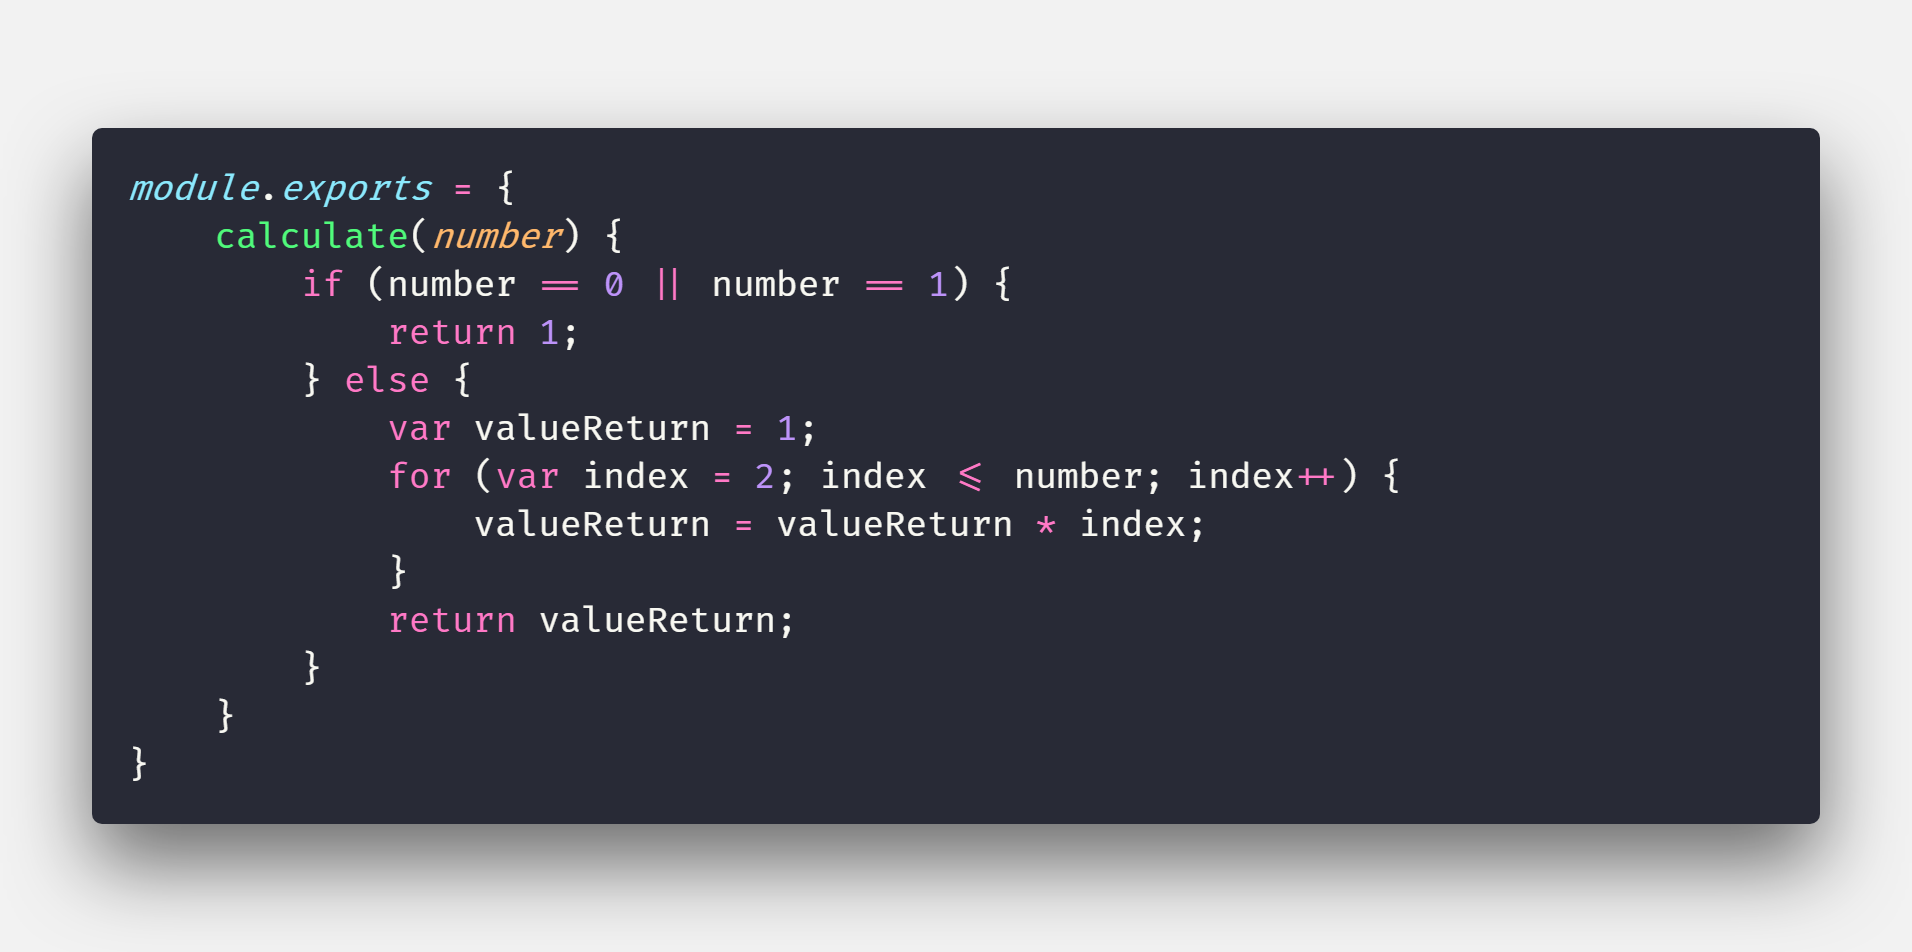 module.exports = {
    calculate(number) {
        if (number == 0 || number == 1) {
            return 1;
        } else {
            var valueReturn = 1;
            for (var index = 2; index <= number; index++) {
                valueReturn = valueReturn * index;
            }
            return valueReturn;
        }
    }
}